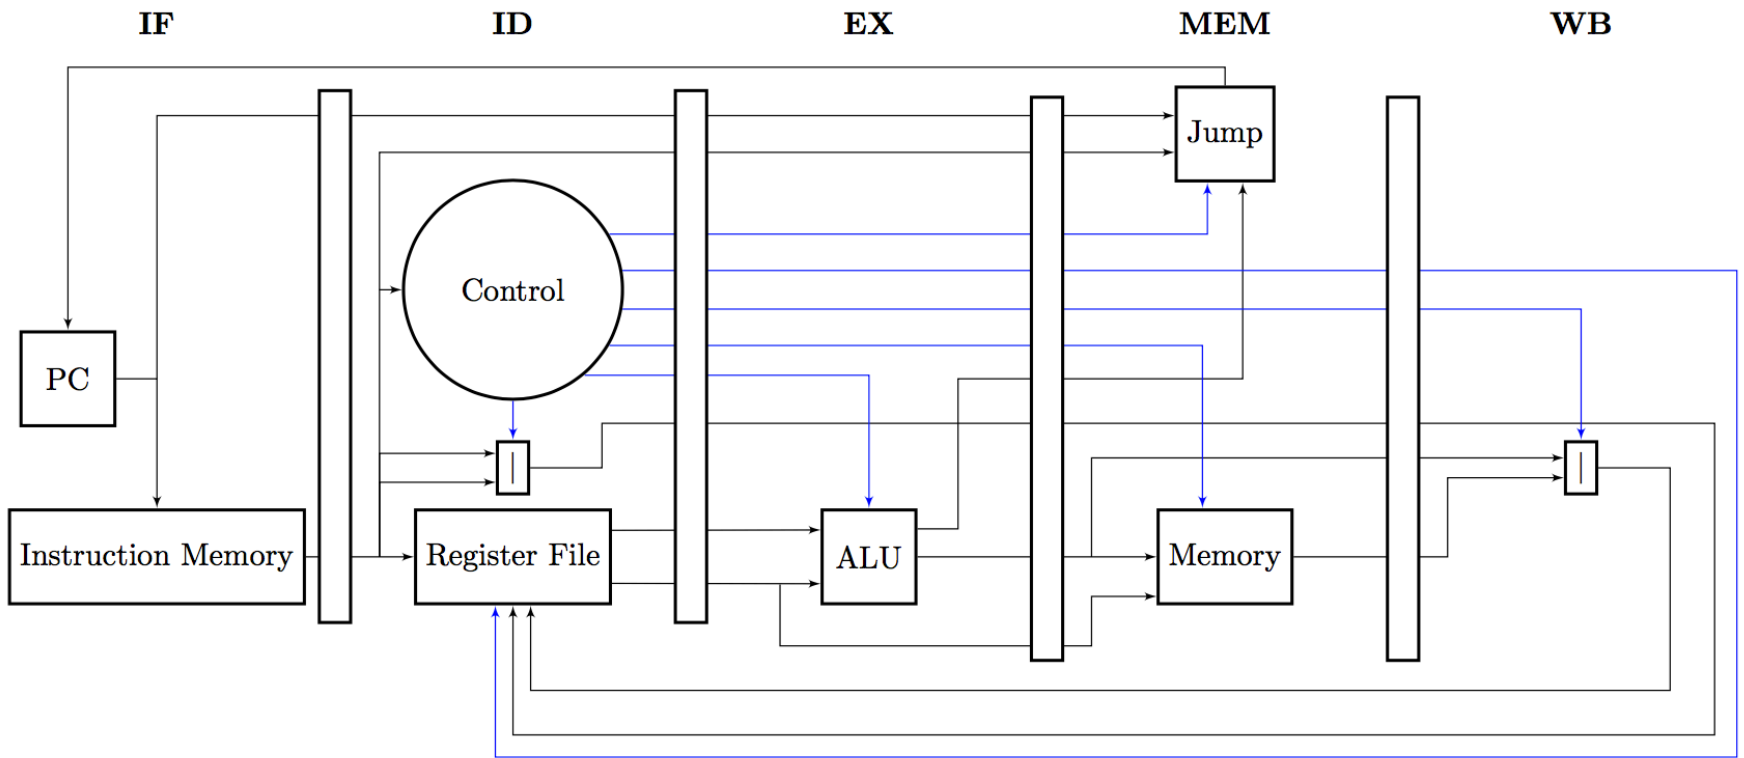 IF
ID
EX
MEM
WB
Jump
Control
PC
Instruction Memory
Register File
ALU
Memory